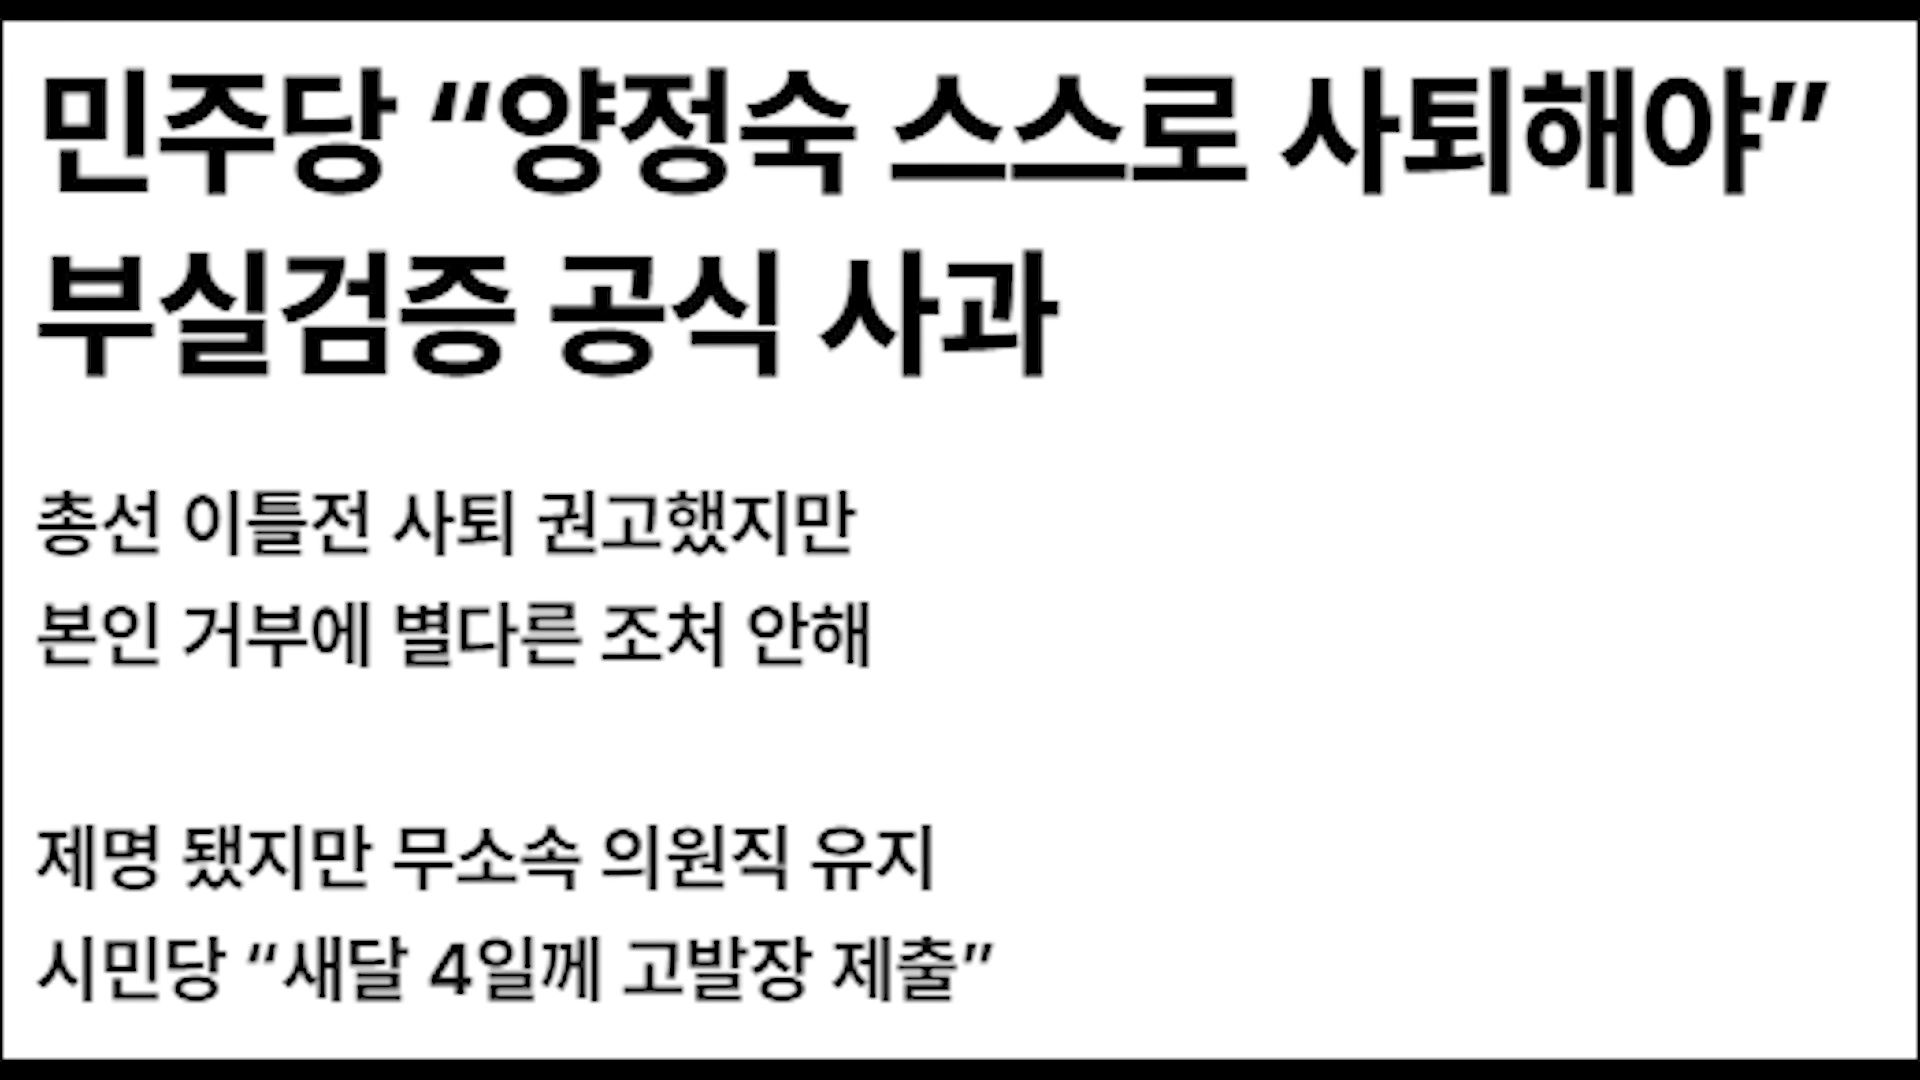 민주당 “양정숙 스스로 사퇴해야”
부실검증 공식 사과
총선 이틀전 사퇴 권고했지만
본인 거부에 별다른 조처 안해
제명 됐지만 무소속 의원직 유지
시민당 “새달 4일께 고발장 제출”